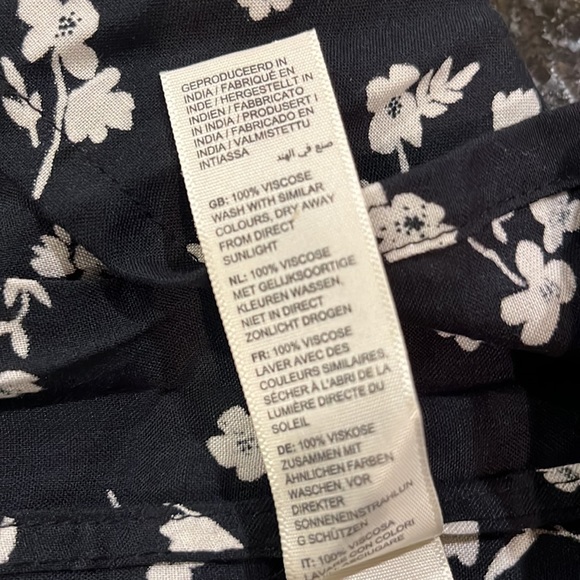 GEPRODUCEERD IN
INDIA / FABRIQUÉ EN
INDE / HERGESTELLT IN
INDIEN / FABBRICATO
IN INDIA / PRODUSERT I
INDIA / FABRICADO EN
INDIA / VALMISTETTU
INTIASSA
صنع في الهند
GB: 100% VISCOSE
WASH WITH SIMILAR
COLOURS, DRY AWAY
FROM DIRECT
SUNLIGHT
NL: 100% VISCOSE
MET GELIJKSOORTIGE
KLEUREN WASSEN,
NIET IN DIRECT
ZONLICHT DROGEN
FR: 100% VISCOSE
LAVER AVEC DES
COULEURS SIMILAIRES,
SÈCHER À L'ABRI DE LA
LUMIÈRE DIRECTE DU
SOLEIL
DE: 100% VISKOSE
ZUSAMMEN MIT
ÄHNLICHEN FARBEN
WASCHEN, VOR
DIREKTER
SONNENEINSTRAHLUN
G SCHÜTZEN
IT: 100% VISCOSA
LAVARE CON COLORI